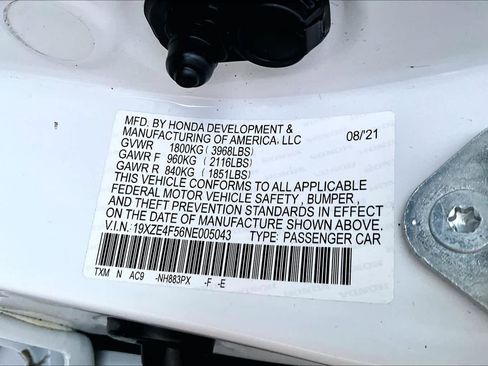 MFD. BY HONDA DEVELOPMENT &
MANUFACTURING OF AMERICA, LLC 08/'21
GVWR 1800KG (3968LBS)
GAWR F 960KG (2116LBS)
GAWR R 840KG (1851LBS)
THIS VEHICLE CONFORMS TO ALL APPLICABLE
FEDERAL MOTOR VEHICLE SAFETY, BUMPER,
AND THEFT PREVENTION STANDARDS IN EFFECT
ON THE DATE OF MANUFACTURE SHOWN ABOVE.
V.I.N.: 19XZE4F56NE005043 TYPE: PASSENGER CAR
TXM N AC9 -NH883PX -F -E